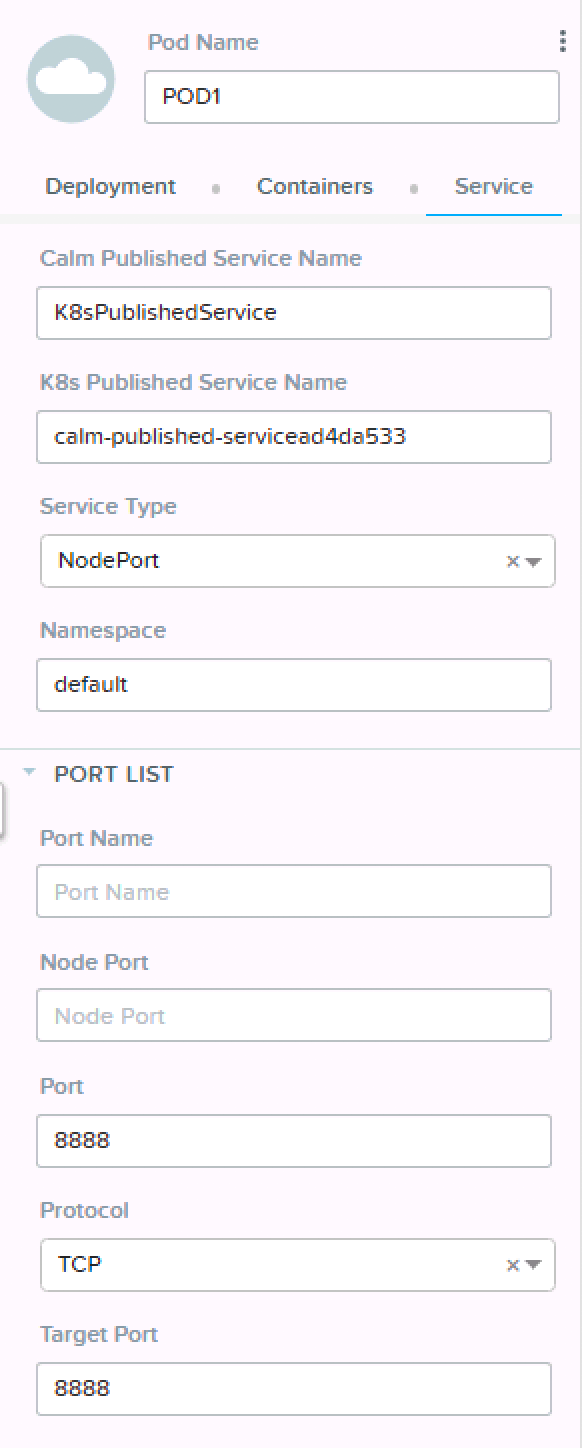 Pod Name
POD1
Deployment Containers Service
Calm Published Service Name
K8sPublishedService
K8s Published Service Name
calm-published-servicead4da533
Service Type
NodePort
Namespace
default
PORT LIST
Port Name
Port Name
Node Port
Node Port
Port
8888
Protocol
TCP
Target Port
8888